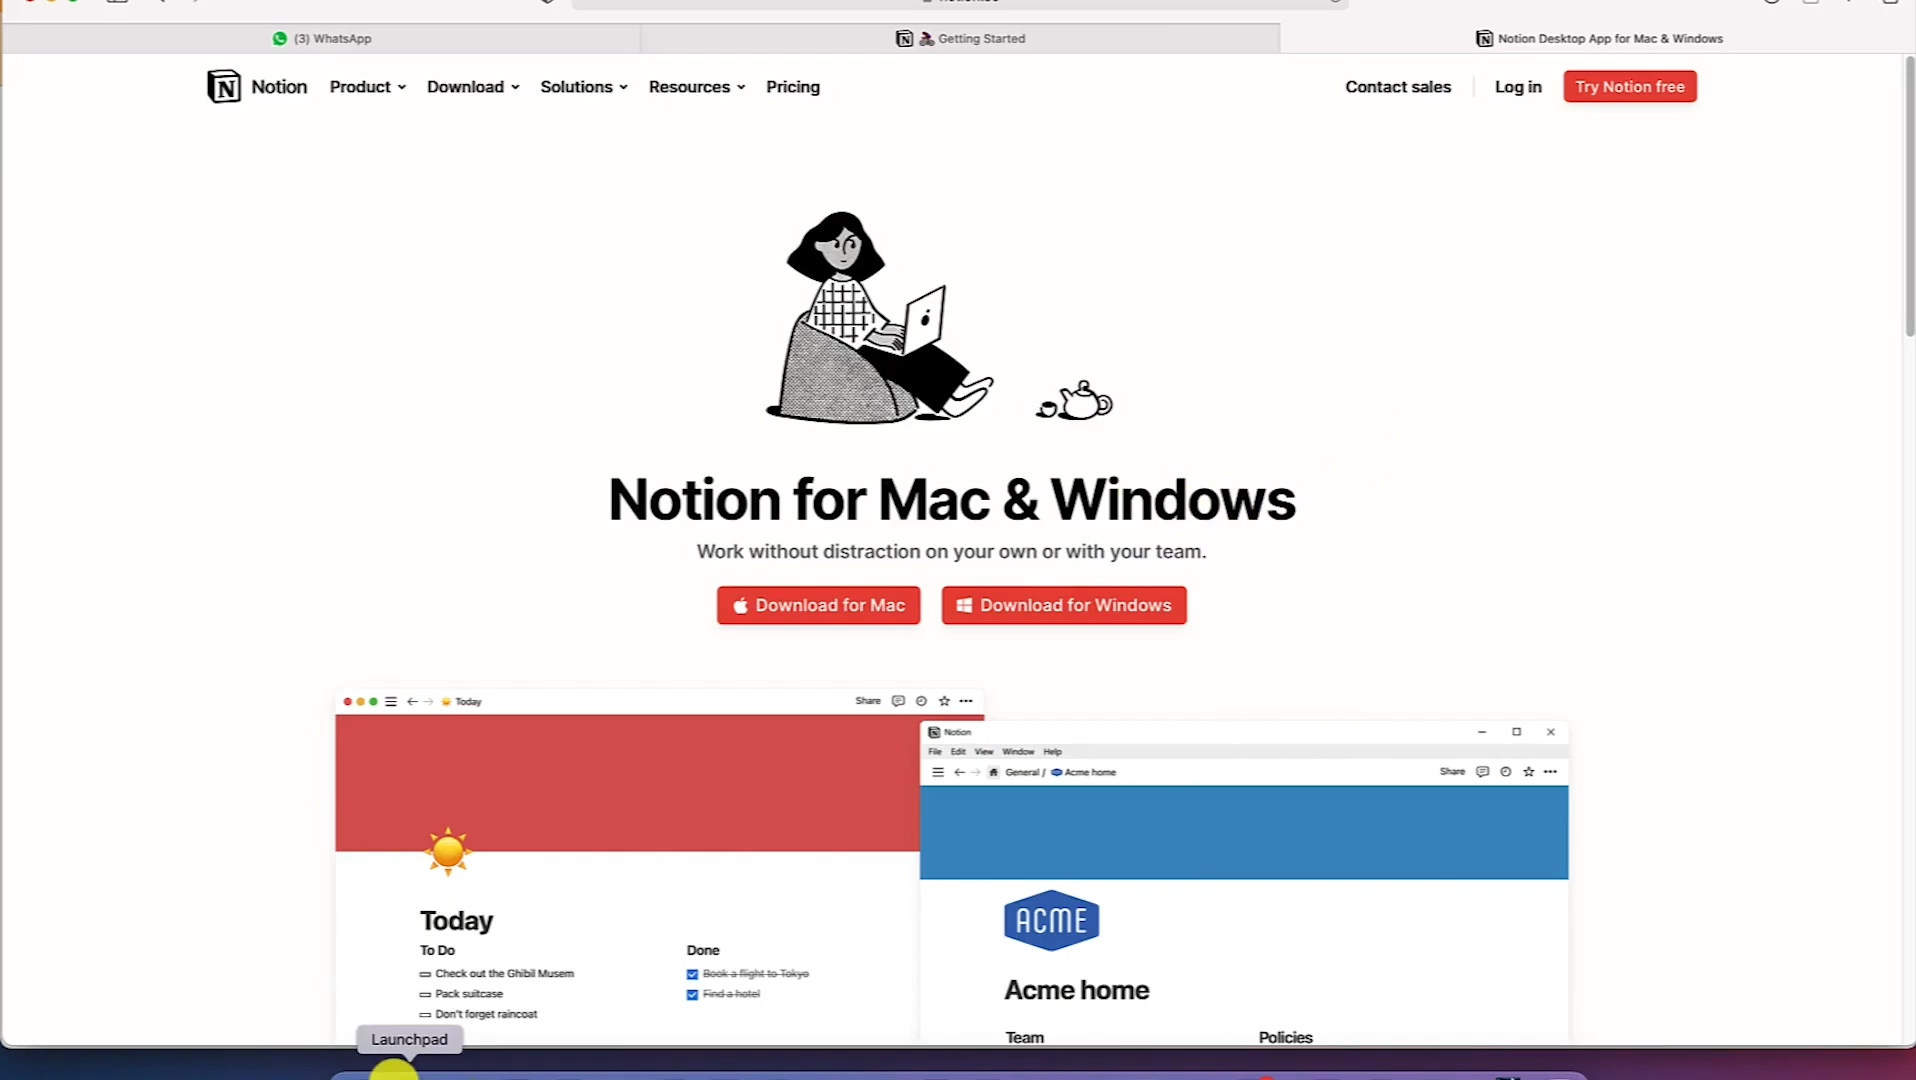 (3) WhatsApp
Getting Started
Notion Desktop App for Mac & Windows
Notion Product Download Solutions Resources Pricing
Contact sales Log in Try Notion free
Notion for Mac & Windows
Work without distraction on your own or with your team.
Download for Mac Download for Windows
Today Share
Notion
File Edit View Window Help
General / Acme home Share
ACME
Today
To Do Done
Check out the Ghibil Musem Book a flight to Tokyo
Pack suitcase Find a hotel
Don't forget raincoat
Acme home
Team Policies
Launchpad